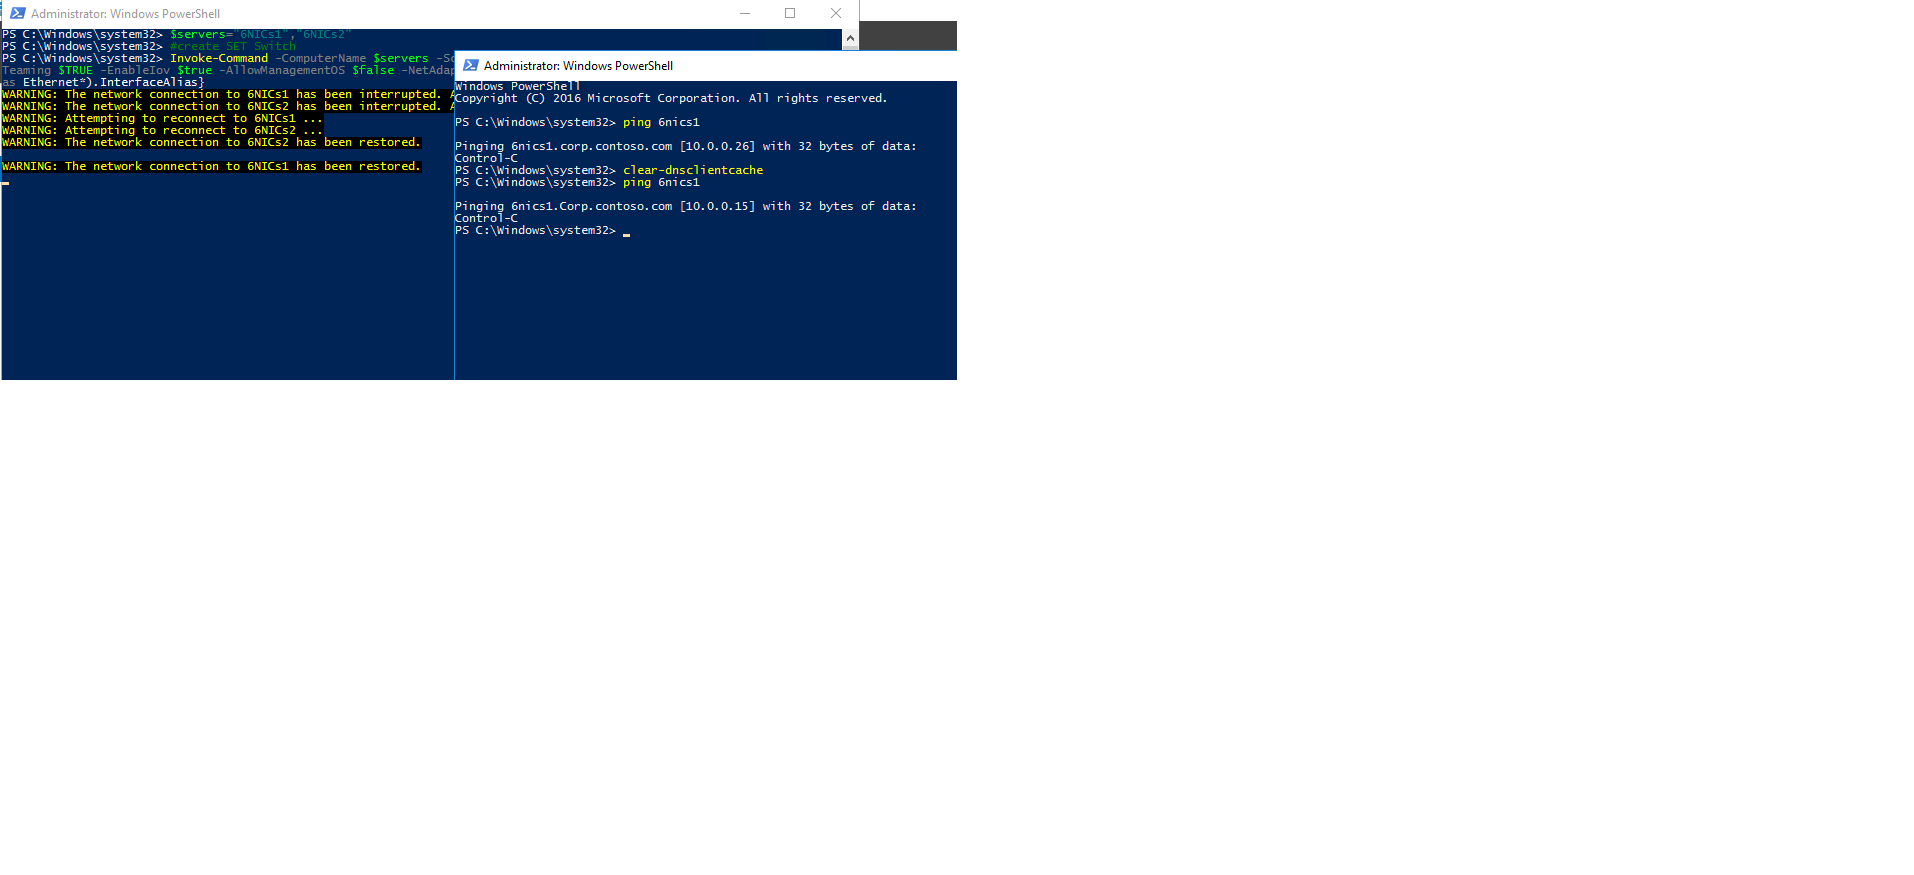 Administrator: Windows PowerShell
PS C:\Windows\system32> $servers="6NICs1","6NICs2"
PS C:\Windows\system32> #create SET Switch
PS C:\Windows\system32> Invoke-Command -ComputerName $servers
Teaming $TRUE -EnableIov $true -AllowManagementOS $false -NetAdap
as Ethernet*).InterfaceAlias}
WARNING: The network connection to 6NICs1 has been interrupted.
WARNING: The network connection to 6NICs2 has been interrupted.
WARNING: Attempting to reconnect to 6NICs1 ...
WARNING: Attempting to reconnect to 6NICs2 ...
WARNING: The network connection to 6NICs2 has been restored.
WARNING: The network connection to 6NICs1 has been restored.
Administrator: Windows PowerShell
Windows PowerShell
Copyright (C) 2016 Microsoft Corporation. All rights reserved.
PS C:\Windows\system32> ping 6nics1
Pinging 6nics1.corp.contoso.com [10.0.0.26] with 32 bytes of data:
Control-C
PS C:\Windows\system32> clear-dnsclientcache
PS C:\Windows\system32> ping 6nics1
Pinging 6nics1.Corp.contoso.com [10.0.0.15] with 32 bytes of data:
Control-C
PS C:\Windows\system32>